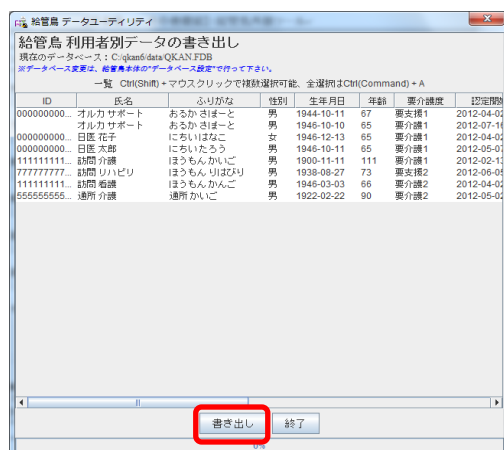 給管鳥 データユーティリティ
給管鳥 利用者別データの書き出し
現在のデータベース：C:/qkan6/data/QKAN.FDB
※データベース変更は、給管鳥本体の"データベース設定"で行って下さい。
一覧 Ctrl(Shift)＋マウスクリックで複数選択可能、全選択はCtrl(Command)＋A
ID 氏名 ふりがな 性別 生年月日 年齢 要介護度 認定開始
000000000... オルカ サポート おるか さぽーと 男 1944-10-11 67 要支援1 2012-04-02
オルカ サポート おるか さぽーと 男 1946-10-10 65 要介護1 2012-07-16
000000000... 日医 花子 にちい はなこ 女 1946-12-13 65 要介護1 2012-04-02
000000000... 日医 太郎 にちい たろう 男 1946-10-11 65 要介護1 2012-05-07
111111111... 訪問 介護 ほうもん かいご 男 1900-11-11 111 要介護1 2012-02-13
777777777... 訪問 リハビリ ほうもん りはびり 男 1938-08-27 73 要支援2 2012-06-05
111111111... 訪問 看護 ほうもん かんご 男 1946-03-03 66 要介護2 2012-04-02
555555555... 通所 介護 通所 かいご 男 1922-02-22 90 要介護2 2012-05-02
書き出し 終了
0%